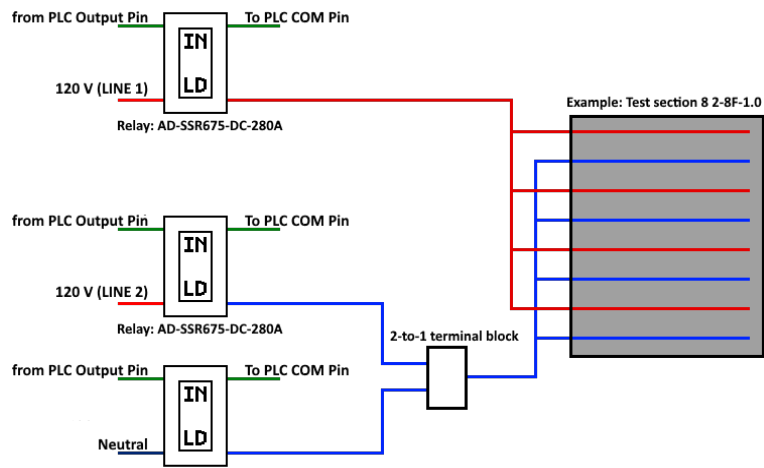 from PLC Output Pin
To PLC COM Pin
IN
LD
120 V (LINE 1)
Relay: AD-SSR675-DC-280A
Example: Test section 8 2-8F-1.0
from PLC Output Pin
To PLC COM Pin
IN
LD
120 V (LINE 2)
Relay: AD-SSR675-DC-280A
2-to-1 terminal block
from PLC Output Pin
To PLC COM Pin
IN
LD
Neutral